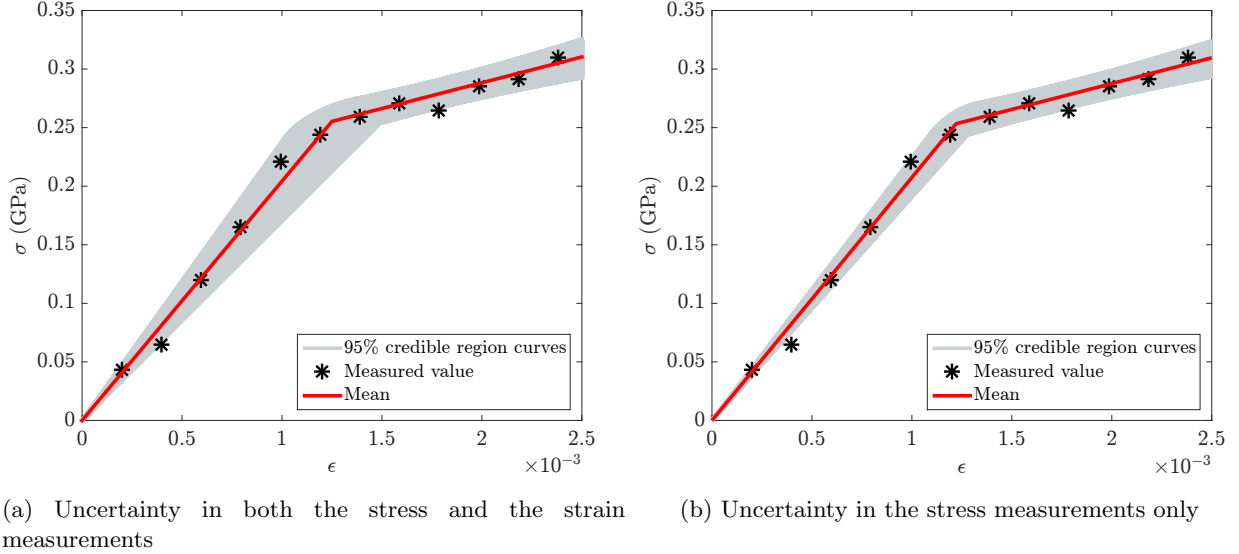 0.35
0.3
0.25
0.2
0.15
0.1
0.05
0
σ (GPa)
95% credible region curves
Measured value
Mean
0 0.5 1 1.5 2 2.5
ϵ ×10⁻³
0.35
0.3
0.25
0.2
0.15
0.1
0.05
0
σ (GPa)
95% credible region curves
Measured value
Mean
0 0.5 1 1.5 2 2.5
ϵ ×10⁻³
(a) Uncertainty in both the stress and the strain
measurements
(b) Uncertainty in the stress measurements only